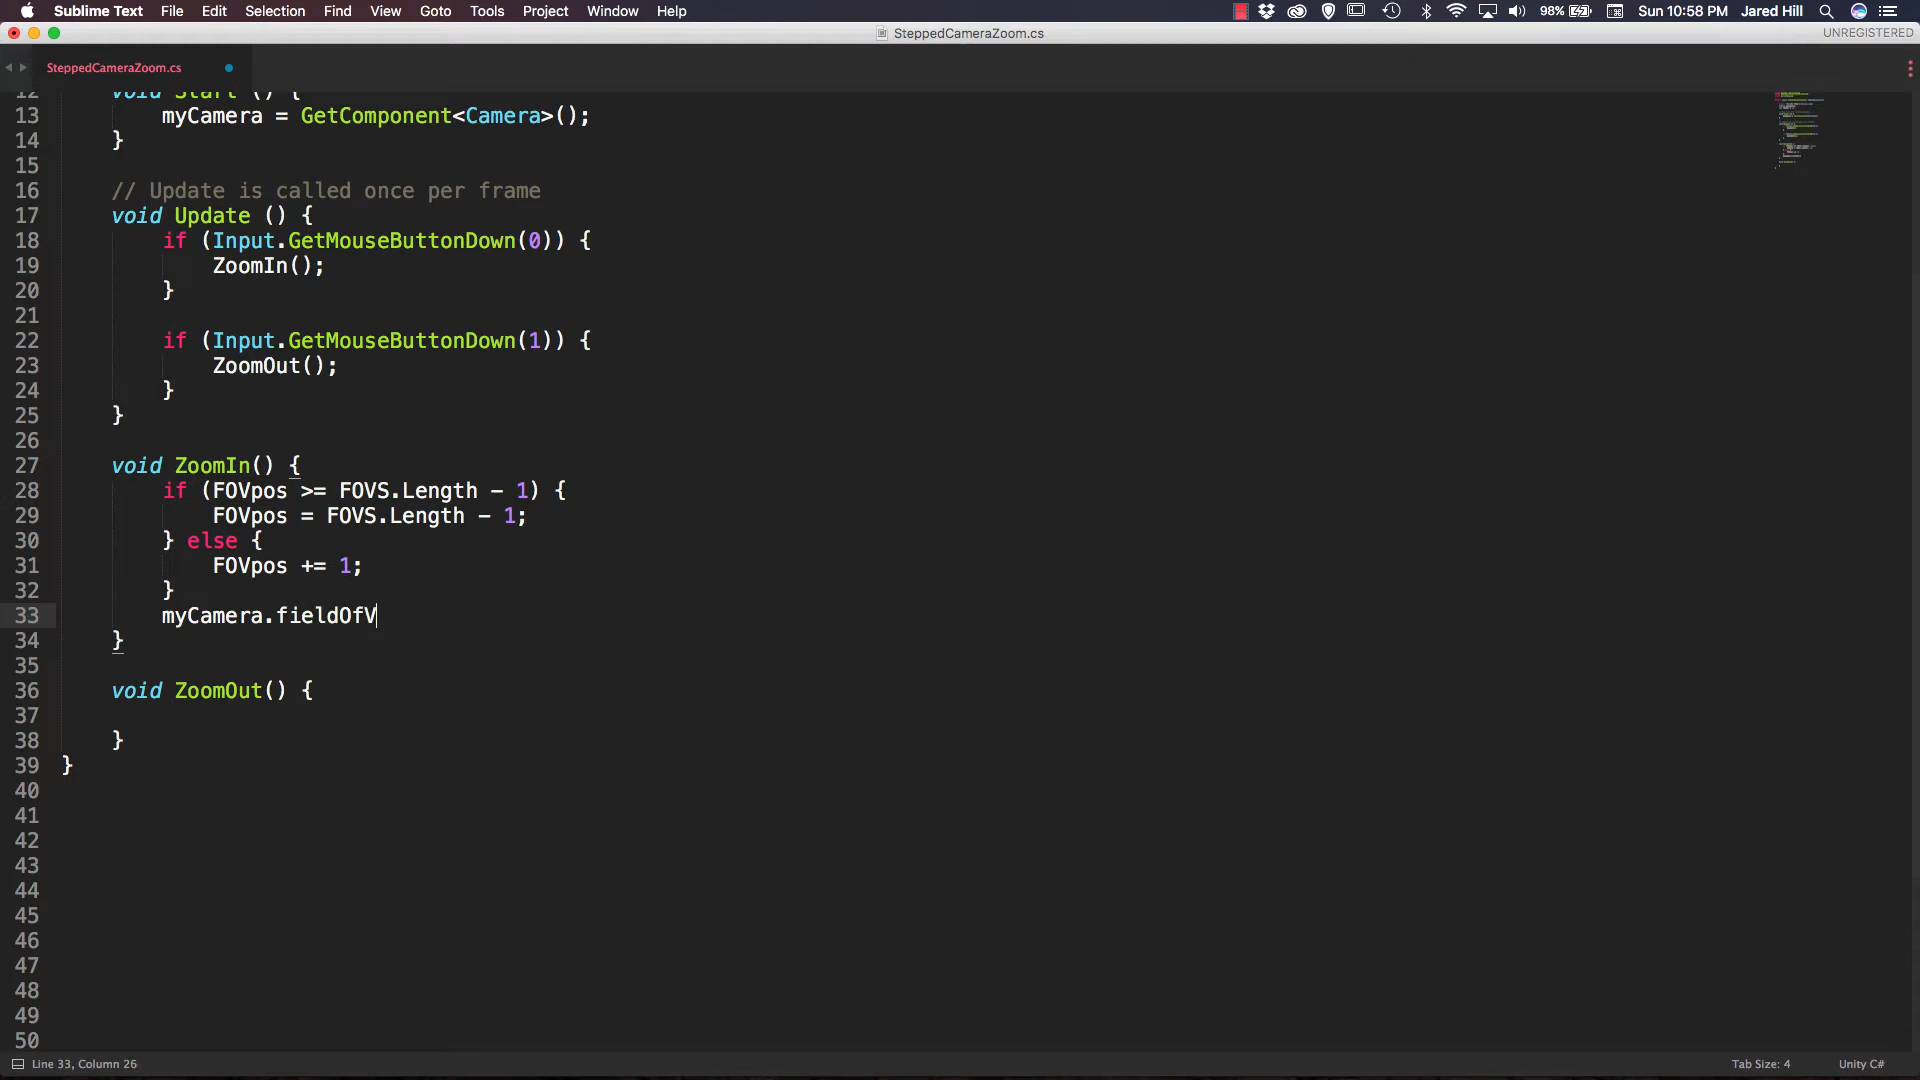 Sublime Text File Edit Selection Find View Goto Tools Project Window Help 98% Sun 10:58 PM Jared Hill
SteppedCameraZoom.cs UNREGISTERED
SteppedCameraZoom.cs
12 void Start () {
13 myCamera = GetComponent<Camera>();
14 }
15
16 // Update is called once per frame
17 void Update () {
18 if (Input.GetMouseButtonDown(0)) {
19 ZoomIn();
20 }
21
22 if (Input.GetMouseButtonDown(1)) {
23 ZoomOut();
24 }
25 }
26
27 void ZoomIn() {
28 if (FOVpos >= FOVS.Length - 1) {
29 FOVpos = FOVS.Length - 1;
30 } else {
31 FOVpos += 1;
32 }
33 myCamera.fieldOfV
34 }
35
36 void ZoomOut() {
37
38 }
39 }
40
41
42
43
44
45
46
47
48
49
50
Line 33, Column 26 Tab Size: 4 Unity C#